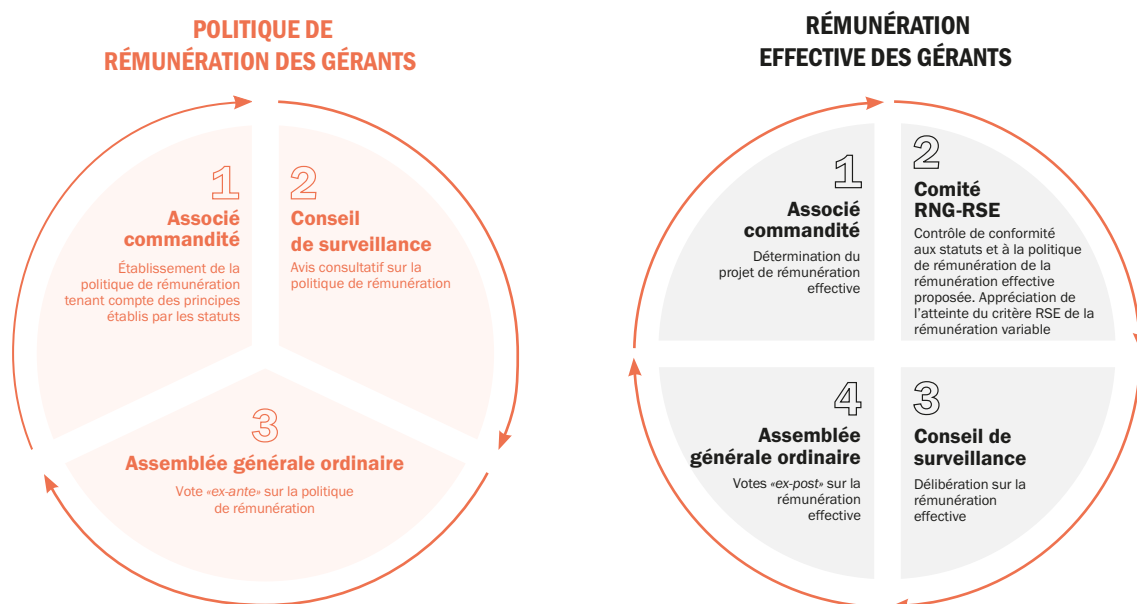 POLITIQUE DE
RÉMUNÉRATION DES GÉRANTS
1
Associé
commandité
Établissement de la
politique de rémunération
tenant compte des principes
établis par les statuts
2
Conseil
de surveillance
Avis consultatif sur la
politique de rémunération
3
Assemblée générale ordinaire
Vote «ex-ante» sur la politique
de rémunération
RÉMUNÉRATION
EFFECTIVE DES GÉRANTS
1
Associé
commandité
Détermination du
projet de rémunération
effective
2
Comité
RNG-RSE
Contrôle de conformité
aux statuts et à la politique
de rémunération de la
rémunération effective
proposée. Appréciation de
l'atteinte du critère RSE de la
rémunération variable
3
Conseil de
surveillance
Délibération sur la
rémunération
effective
4
Assemblée
générale ordinaire
Votes «ex-post» sur la
rémunération
effective